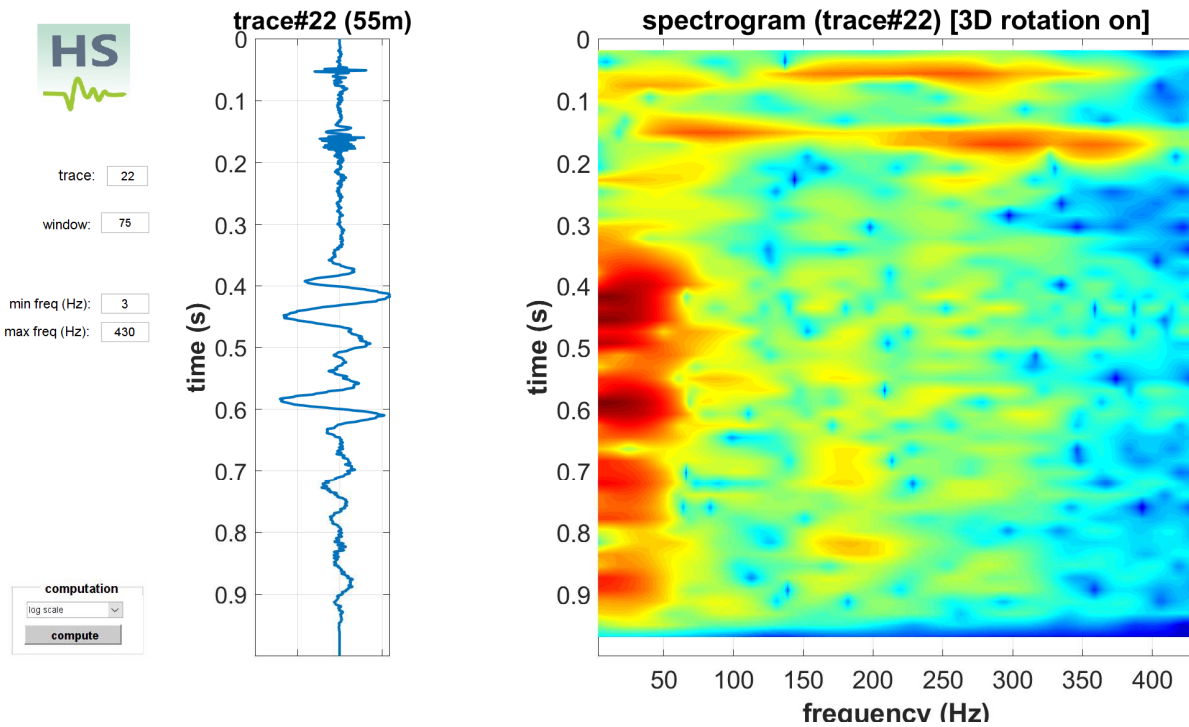 HS
trace: 22
window: 75
min freq (Hz): 3
max freq (Hz): 430
computation
log scale
compute
trace#22 (55m)
time (s)
0
0.1
0.2
0.3
0.4
0.5
0.6
0.7
0.8
0.9
spectrogram (trace#22) [3D rotation on]
time (s)
0
0.1
0.2
0.3
0.4
0.5
0.6
0.7
0.8
0.9
50 100 150 200 250 300 350 400
frequency (Hz)